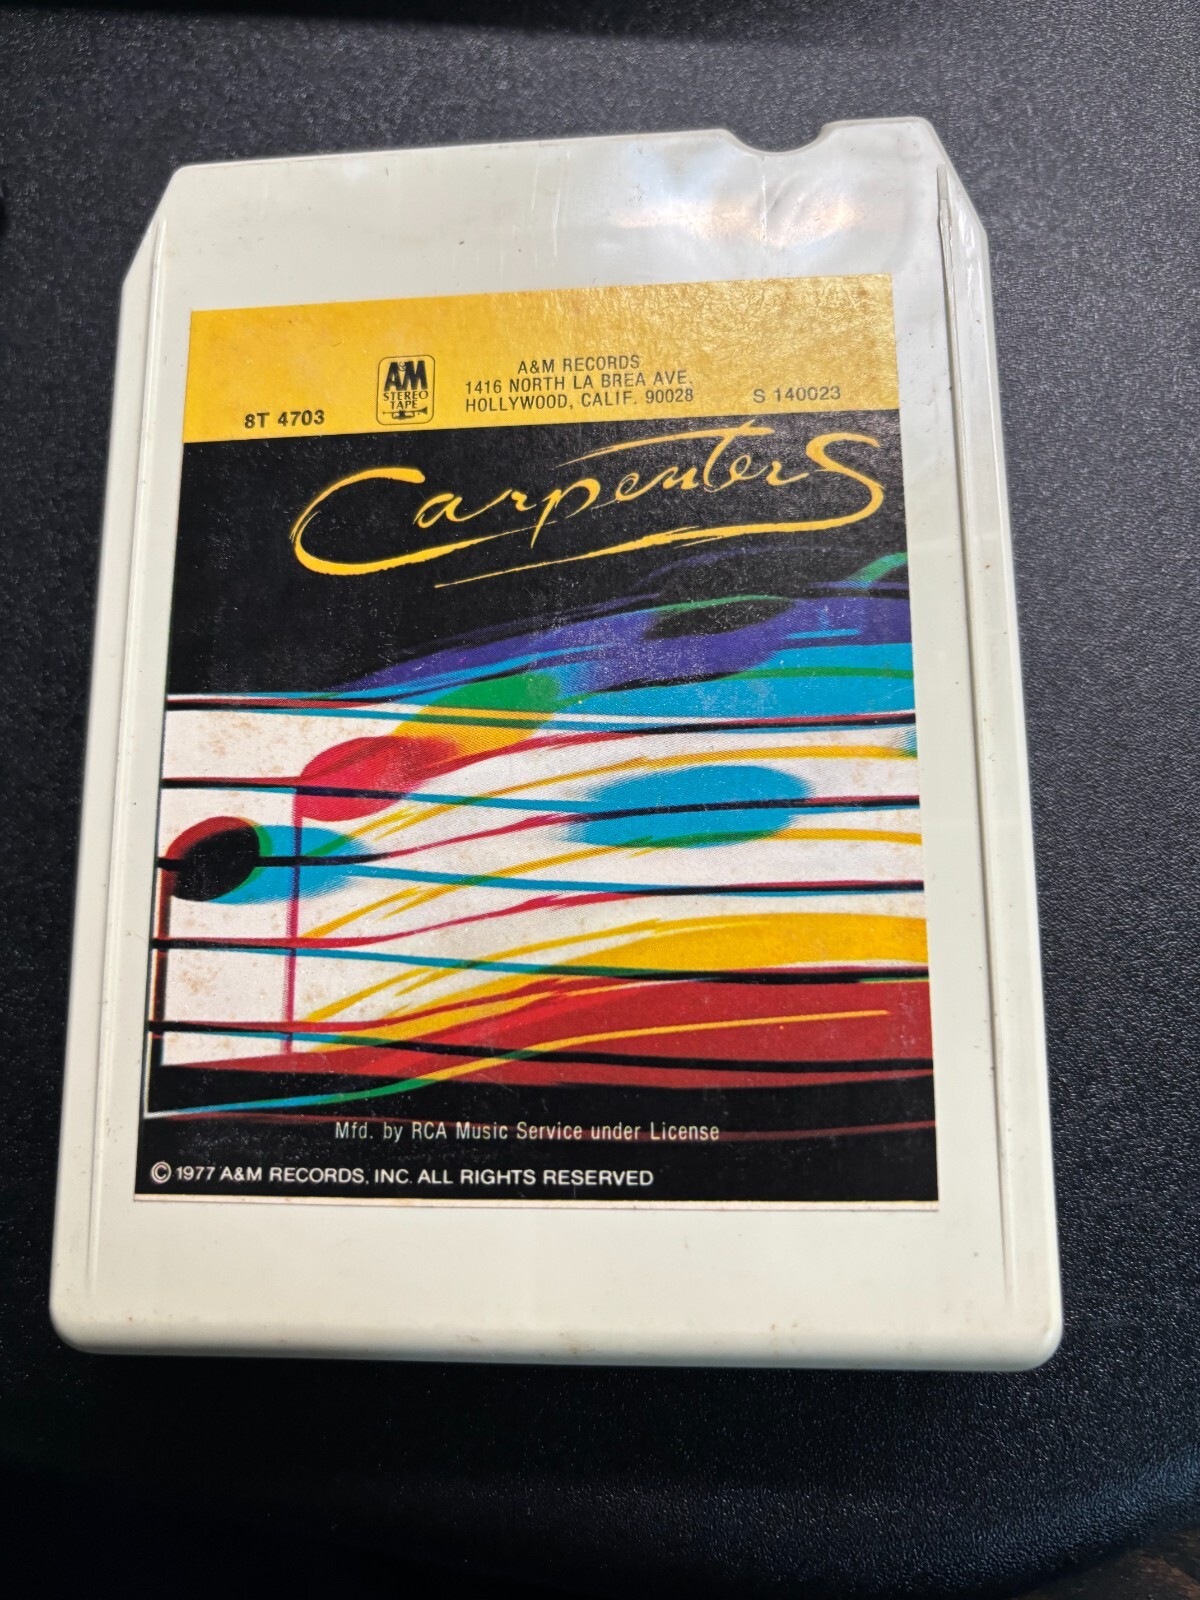 A&M
STEREO
TAPE
A&M RECORDS
1416 NORTH LA BREA AVE.
HOLLYWOOD, CALIF. 90028
8T 4703
S 140023
Carpenters
Mfd. by RCA Music Service under License
© 1977 A&M RECORDS, INC. ALL RIGHTS RESERVED